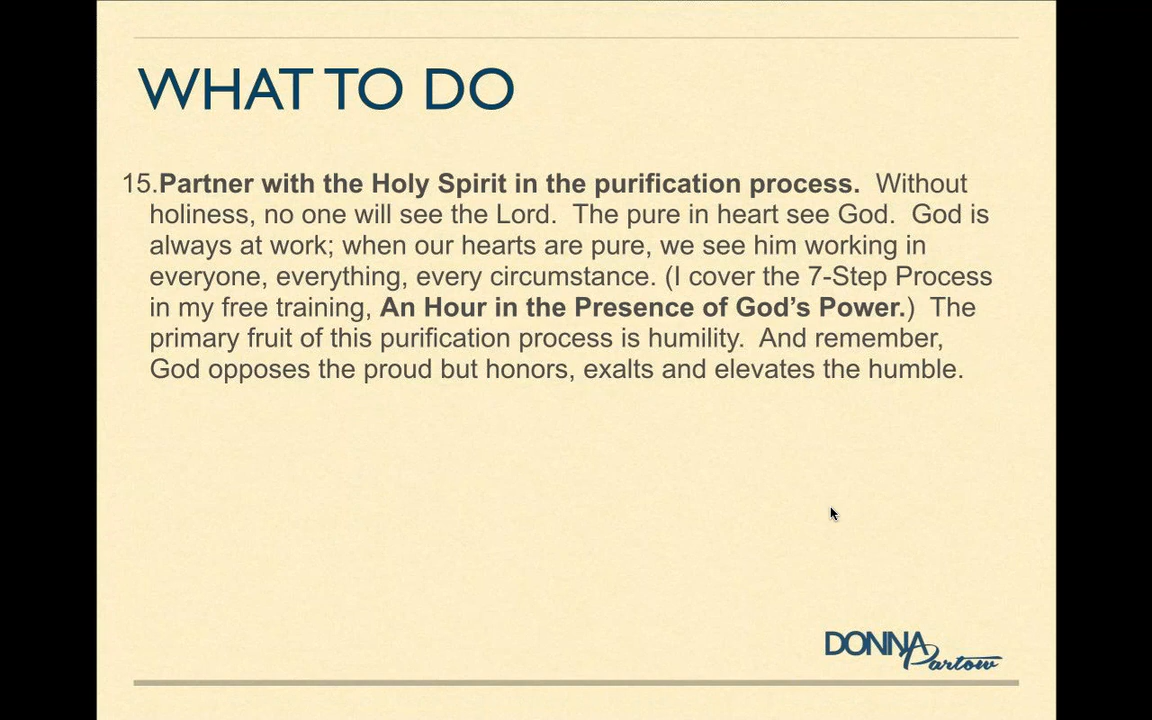 WHAT TO DO
15.Partner with the Holy Spirit in the purification process.  Without
holiness, no one will see the Lord.  The pure in heart see God.  God is
always at work; when our hearts are pure, we see him working in
everyone, everything, every circumstance. (I cover the 7-Step Process
in my free training, An Hour in the Presence of God’s Power.)  The
primary fruit of this purification process is humility.  And remember,
God opposes the proud but honors, exalts and elevates the humble.
DONNA
Partow